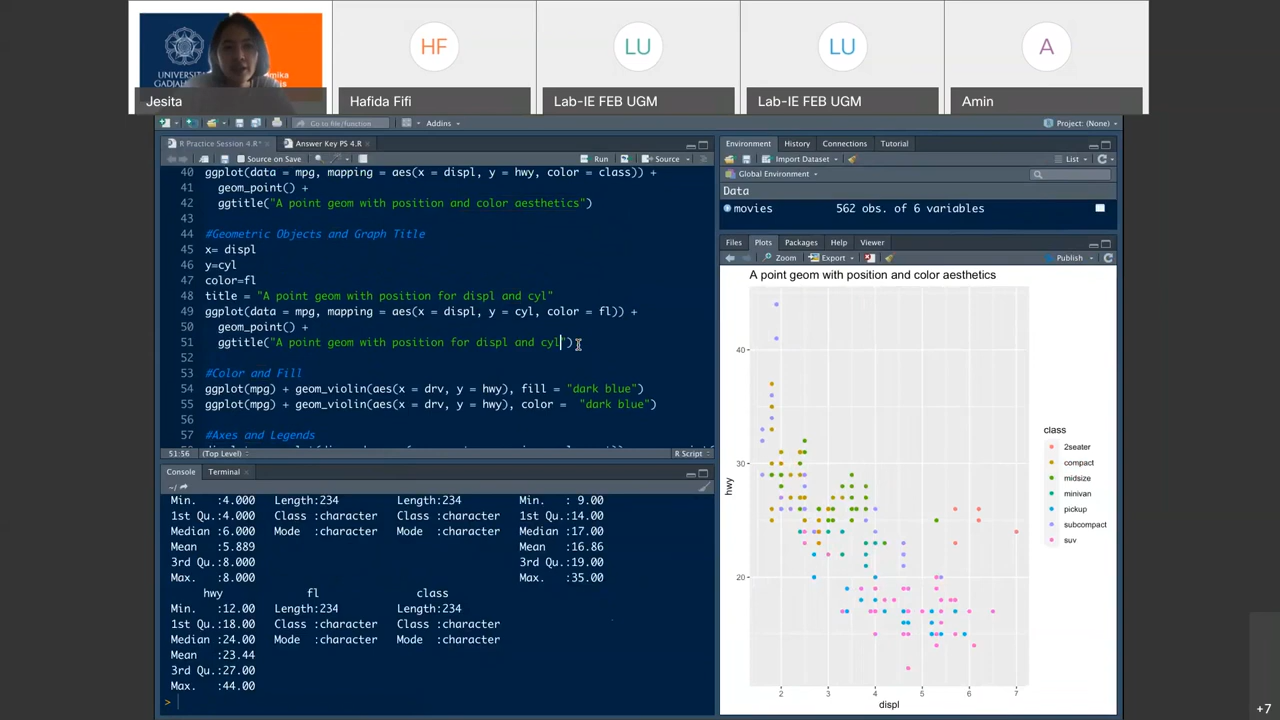 UNIVERSITA
GADJAH
mika
is
Jesita
HF
Hafida Fifi
LU
Lab-IE FEB UGM
LU
Lab-IE FEB UGM
A
Amin
Go to file/function
Addins
Project: (None)
R Practice Session 4.R*
Answer Key PS 4.R
Source on Save
Run
Source
40 ggplot(data = mpg, mapping = aes(x = displ, y = hwy, color = class)) +
41 geom_point() +
42 ggtitle("A point geom with position and color aesthetics")
43
44 #Geometric Objects and Graph Title
45 x= displ
46 y=cyl
47 color=fl
48 title = "A point geom with position for displ and cyl"
49 ggplot(data = mpg, mapping = aes(x = displ, y = cyl, color = fl)) +
50 geom_point() +
51 ggtitle("A point geom with position for displ and cyl")
52
53 #Color and Fill
54 ggplot(mpg) + geom_violin(aes(x = drv, y = hwy), fill = "dark blue")
55 ggplot(mpg) + geom_violin(aes(x = drv, y = hwy), color = "dark blue")
56
57 #Axes and Legends
51:56
(Top Level)
R Script
Console
Terminal
~/
Min. :4.000 Length:234 Length:234 Min. : 9.00
1st Qu.:4.000 Class :character Class :character 1st Qu.:14.00
Median :6.000 Mode :character Mode :character Median :17.00
Mean :5.889 Mean :16.86
3rd Qu.:8.000 3rd Qu.:19.00
Max. :8.000 Max. :35.00
hwy fl class
Min. :12.00 Length:234 Length:234
1st Qu.:18.00 Class :character Class :character
Median :24.00 Mode :character Mode :character
Mean :23.44
3rd Qu.:27.00
Max. :44.00
>
Environment
History
Connections
Tutorial
Import Dataset
List
Global Environment
Data
movies 562 obs. of 6 variables
Files
Plots
Packages
Help
Viewer
Zoom
Export
Publish
A point geom with position and color aesthetics
40
30
20
hwy
2 3 4 5 6 7
displ
class
2seater
compact
midsize
minivan
pickup
subcompact
suv
+7